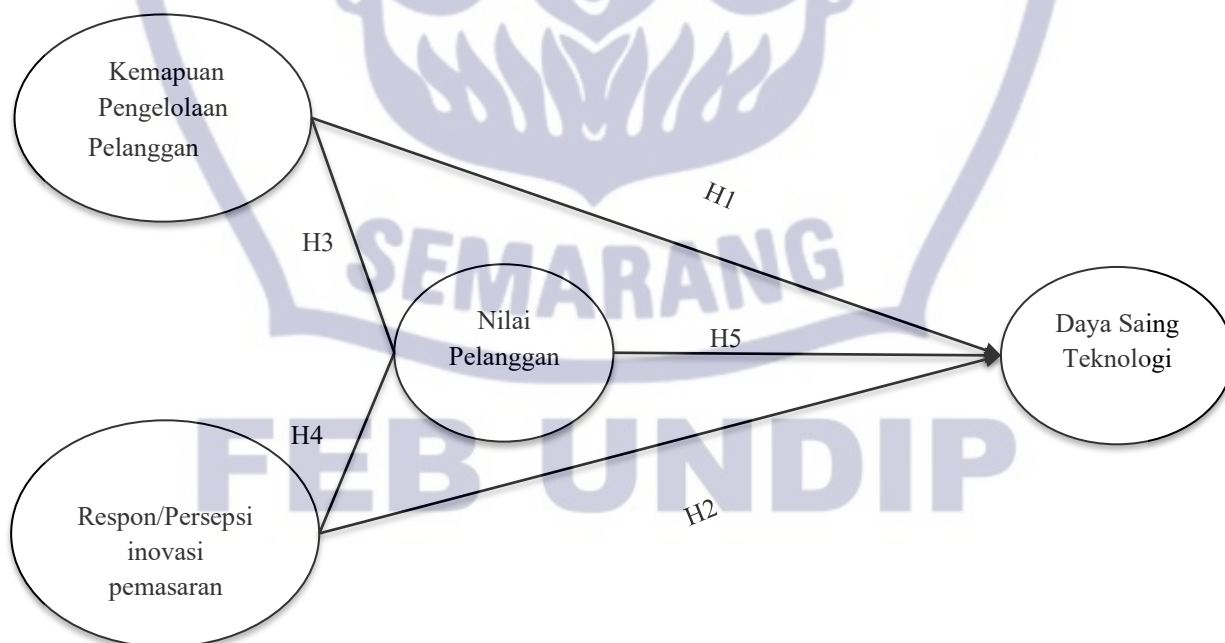 Kemapuan
Pengelolaan
Pelanggan
H1
H3
SEMARANG
Nilai
Pelanggan
H5
Daya Saing
Teknologi
H4
FEB UNDIP
Respon/Persepsi
inovasi
pemasaran
H2